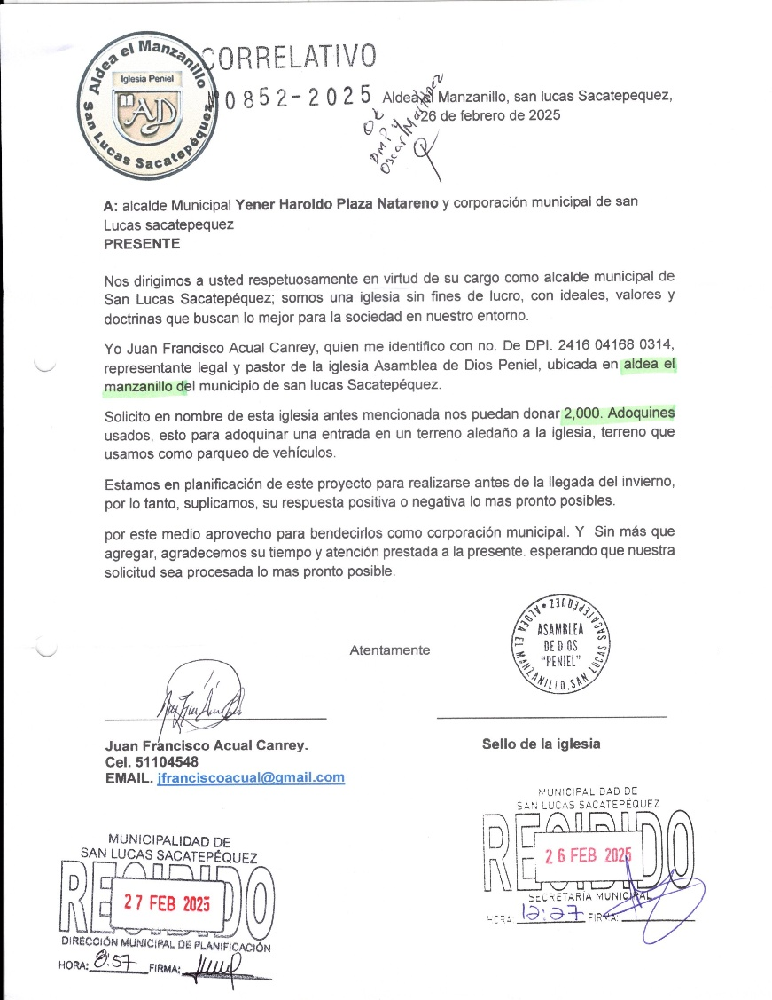 Aldea el Manzanillo
Iglesia Peniel
AD
San Lucas Sacatepéquez
CORRELATIVO
Nº 0852-2025
Aldea el Manzanillo, san lucas Sacatepequez,
26 de febrero de 2025
DMP y
Oscar Martínez
A: alcalde Municipal Yener Haroldo Plaza Natareno y corporación municipal de san
Lucas sacatepequez
PRESENTE
Nos dirigimos a usted respetuosamente en virtud de su cargo como alcalde municipal de
San Lucas Sacatepéquez; somos una iglesia sin fines de lucro, con ideales, valores y
doctrinas que buscan lo mejor para la sociedad en nuestro entorno.
Yo Juan Francisco Acual Canrey, quien me identifico con no. De DPI. 2416 04168 0314,
representante legal y pastor de la iglesia Asamblea de Dios Peniel, ubicada en aldea el
manzanillo del municipio de san lucas Sacatepéquez.
Solicito en nombre de esta iglesia antes mencionada nos puedan donar 2,000. Adoquines
usados, esto para adoquinar una entrada en un terreno aledaño a la iglesia, terreno que
usamos como parqueo de vehículos.
Estamos en planificación de este proyecto para realizarse antes de la llegada del invierno,
por lo tanto, suplicamos, su respuesta positiva o negativa lo mas pronto posibles.
por este medio aprovecho para bendecirlos como corporación municipal. Y Sin más que
agregar, agradecemos su tiempo y atención prestada a la presente. esperando que nuestra
solicitud sea procesada lo mas pronto posible.
Atentamente
ALDEA EL MANZANILLO, SAN LUCAS SACATEPÉQUEZ
ASAMBLEA
DE DIOS
"PENIEL"
Juan Francisco Acual Canrey.
Cel. 51104548
EMAIL. jfranciscoacual@gmail.com
Sello de la iglesia
MUNICIPALIDAD DE
SAN LUCAS SACATEPÉQUEZ
RECIBIDO
27 FEB 2025
DIRECCIÓN MUNICIPAL DE PLANIFICACIÓN
HORA: 8:57 FIRMA:
MUNICIPALIDAD DE
SAN LUCAS SACATEPÉQUEZ
RECIBIDO
26 FEB 2025
SECRETARIA MUNICIPAL
HORA 12:27 FIRMA: